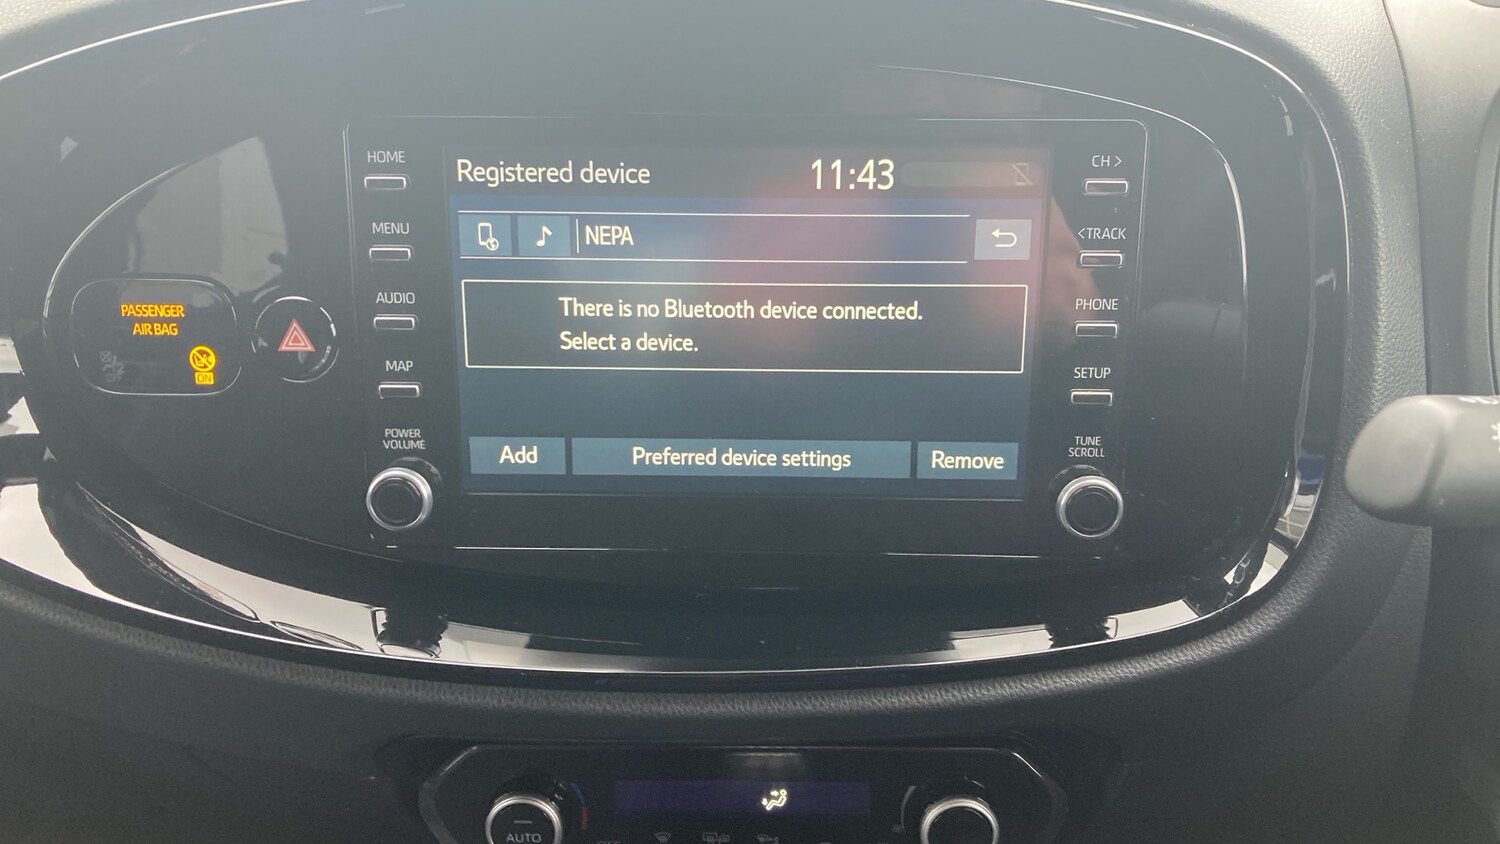 HOME
MENU
AUDIO
MAP
POWER
VOLUME
PASSENGER
AIR BAG
ON
Registered device
11:43
NEPA
There is no Bluetooth device connected.
Select a device.
Add
Preferred device settings
Remove
CH >
< TRACK
PHONE
SETUP
TUNE
SCROLL
AUTO